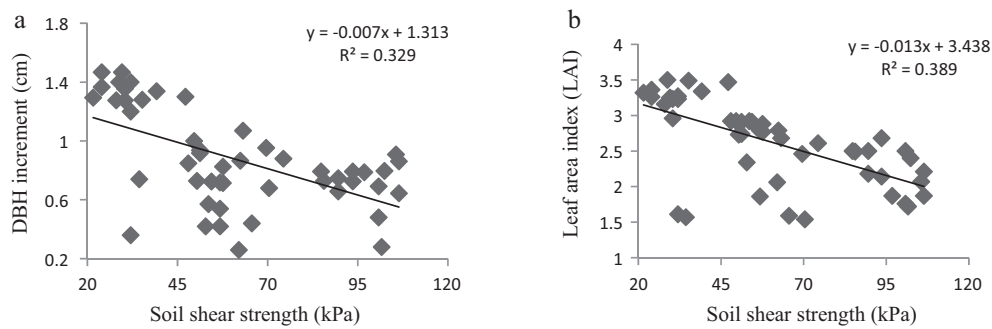 a
y = -0.007x + 1.313
R² = 0.329
DBH increment (cm)
1.8
1.4
1
0.6
0.2
20 45 70 95 120
Soil shear strength (kPa)
b
y = -0.013x + 3.438
R² = 0.389
Leaf area index (LAI)
4
3.5
3
2.5
2
1.5
1
20 45 70 95 120
Soil shear strength (kPa)